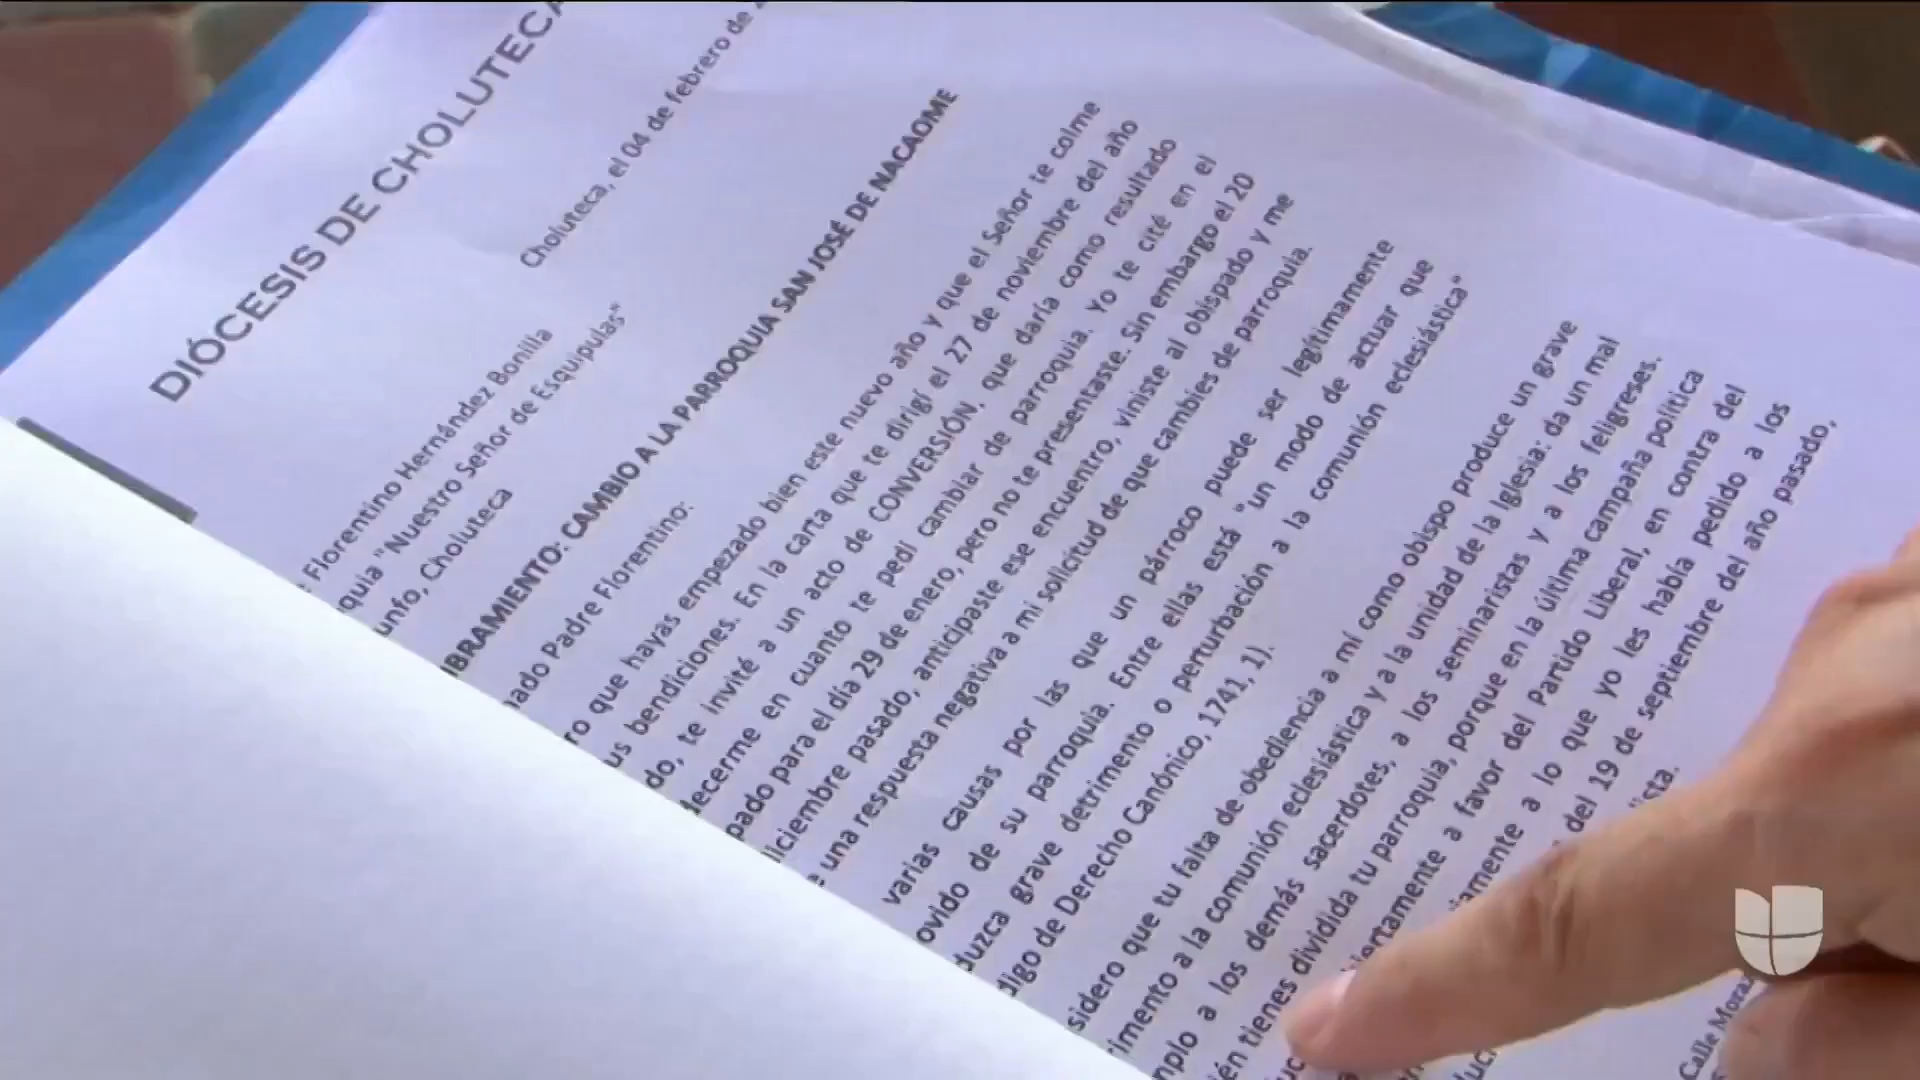 DIÓCESIS DE CHOLUTECA
Choluteca, el 04 de febrero de
Florentino Hernández Bonilla
quia "Nuestro Señor de Esquipulas"
unfo, Choluteca
BRAMIENTO: CAMBIO A LA PARROQUIA SAN JOSÉ DE NACAOME
mado Padre Florentino:
ro que hayas empezado bien este nuevo año y que el Señor te colme
us bendiciones. En la carta que te dirigí el 27 de noviembre del año
do, te invité a un acto de CONVERSIÓN, que daría como resultado
decerme en cuanto te pedí cambiar de parroquia. Yo te cité en el
pado para el día 29 de enero, pero no te presentaste. Sin embargo el 20
diciembre pasado, anticipaste ese encuentro, viniste al obispado y me
e una respuesta negativa a mi solicitud de que cambies de parroquia.
varias causas por las que un párroco puede ser legítimamente
ovido de su parroquia. Entre ellas está "un modo de actuar que
duzca grave detrimento o perturbación a la comunión eclesiástica"
digo de Derecho Canónico, 1741, 1).
sidero que tu falta de obediencia a mí como obispo produce un grave
rimento a la comunión eclesiástica y a la unidad de la Iglesia: da un mal
mplo a los demás sacerdotes, a los seminaristas y a los feligreses.
ién tienes dividida tu parroquia, porque en la última campaña política
iertamente a favor del Partido Liberal, en contra del
iamente a lo que yo les había pedido a los
del 19 de septiembre del año pasado,
lista.
Calle Moraz